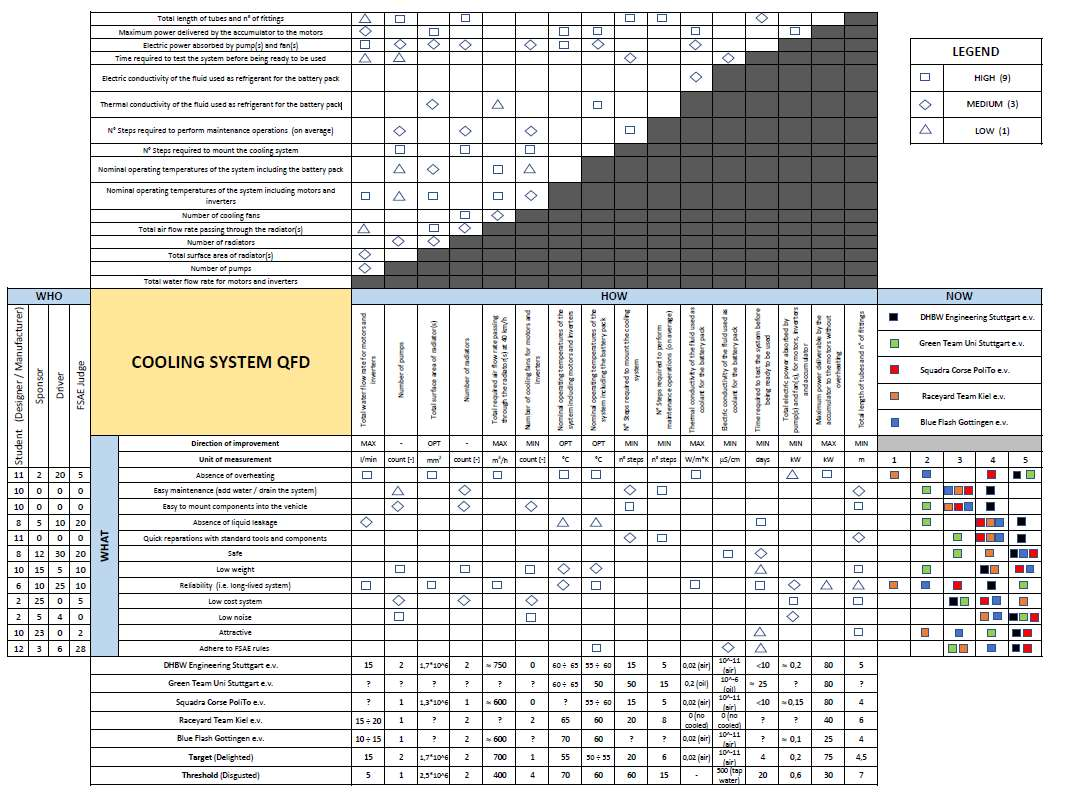 Total length of tubes and n° of fittings
Maximum power delivered by the accumulator to the motors
Electric power absorbed by pump(s) and fan(s)
Time required to test the system before being ready to be used
Electric conductivity of the fluid used as refrigerant for the battery pack
Thermal conductivity of the fluid used as refrigerant for the battery pack
N° Steps required to perform maintenance operations (on average)
N° Steps required to mount the cooling system
Nominal operating temperatures of the system including the battery pack
Nominal operating temperatures of the system including motors and
inverters
Number of cooling fans
Total air flow rate passing through the radiator(s)
Number of radiators
Total surface area of radiator(s)
Number of pumps
Total water flow rate for motors and inverters
LEGEND
HIGH (9)
MEDIUM (3)
LOW (1)
WHO
HOW
NOW
Student (Designer / Manufacturer)
Sponsor
Driver
FSAE Judge
COOLING SYSTEM QFD
Total water flow rate for motors and
inverters
Number of pumps
Total surface area of radiator(s)
Number of radiators
Total required air flow rate passing
through the radiator(s) at 40 km/h
Number of cooling fans for motors and
inverters
Nominal operating temperatures of the
system including motors and inverters
Nominal operating temperatures of the
system including the battery pack
N° Steps required to mount the cooling
system
N° Steps required to perform
maintenance operations (on average)
Thermal conductivity of the fluid used as
coolant for the battery pack
Electric conductivity of the fluid used as
coolant for the battery pack
Time required to test the system before
being ready to be used
Total electric power absorbed by
pump(s) and fan(s), for motors, inverters
and accumulator
Maximum power deliverable by the
accumulator to the motors without
overheating
Total length of tubes and n° of fittings
DHBW Engineering Stuttgart e.v.
Green Team Uni Stuttgart e.v.
Squadra Corse PoliTo e.v.
Raceyard Team Kiel e.v.
Blue Flash Gottingen e.v.
WHAT
Direction of improvement MAX - OPT - MAX MIN OPT OPT MIN MIN MAX MIN MIN MIN MAX MIN
Unit of measurement l/min count [-] mm² count [-] m³/h count [-] °C °C n° steps n° steps W/m*K µS/cm days kW kW m 1 2 3 4 5
11 2 20 5 Absence of overheating
10 0 0 0 Easy maintenance (add water / drain the system)
10 0 0 0 Easy to mount components into the vehicle
8 5 10 20 Absence of liquid leakage
11 0 0 0 Quick reparations with standard tools and components
8 12 30 20 Safe
10 15 5 10 Low weight
6 10 25 10 Reliability (i.e. long-lived system)
2 25 0 5 Low cost system
2 5 4 0 Low noise
10 23 0 2 Attractive
12 3 6 28 Adhere to FSAE rules
DHBW Engineering Stuttgart e.v. 15 2 1,7*10^6 2 ≈ 750 0 60 ÷ 65 55 ÷ 60 15 5 0,02 (air) 10^-11 (air) <10 ≈ 0,2 80 5
Green Team Uni Stuttgart e.v. ? ? ? ? ? ? 60 ÷ 65 50 50 15 0,2 (oil) 10^-6 (oil) ≈ 25 ? 80 ?
Squadra Corse PoliTo e.v. ? 1 1,3*10^6 1 ≈ 600 0 ? 55 ÷ 60 15 5 0,02 (air) 10^-11 (air) <10 ≈ 0,15 80 4
Raceyard Team Kiel e.v. 15 ÷ 20 1 ? 2 ? 2 65 60 20 8 0 (no cooled) 0 (no cooled) ? ? 40 6
Blue Flash Gottingen e.v. 10 ÷ 15 1 ? 2 ≈ 600 ? 70 60 ? ? 0,02 (air) 10^-11 (air) ? ≈ 0,1 25 4
Target (Delighted) 15 2 1,7*10^6 2 700 1 55 50 ÷ 55 20 6 0,02 (air) 10^-11 (air) 4 0,2 75 4,5
Threshold (Disgusted) 5 1 2,5*10^6 2 400 4 70 60 60 15 - 500 (tap water) 20 0,6 30 7